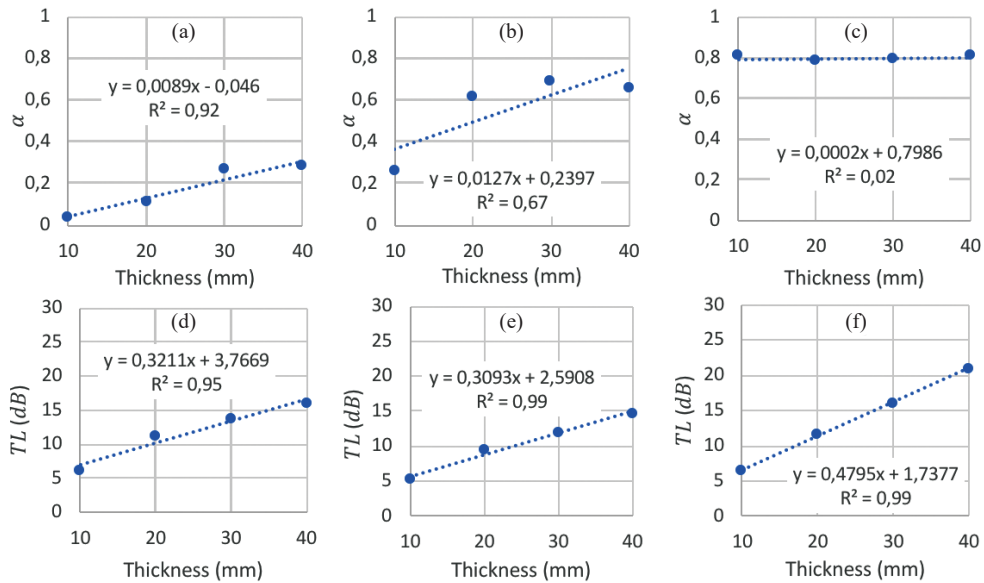 (a)
1
0,8
0,6
0,4
0,2
0
α
y = 0,0089x - 0,046
R² = 0,92
10 20 30 40
Thickness (mm)
(b)
1
0,8
0,6
0,4
0,2
0
α
y = 0,0127x + 0,2397
R² = 0,67
10 20 30 40
Thickness (mm)
(c)
1
0,8
0,6
0,4
0,2
0
α
y = 0,0002x + 0,7986
R² = 0,02
10 20 30 40
Thickness (mm)
(d)
30
25
20
15
10
5
0
TL (dB)
y = 0,3211x + 3,7669
R² = 0,95
10 20 30 40
Thickness (mm)
(e)
30
25
20
15
10
5
0
TL (dB)
y = 0,3093x + 2,5908
R² = 0,99
10 20 30 40
Thickness (mm)
(f)
30
25
20
15
10
5
0
TL (dB)
y = 0,4795x + 1,7377
R² = 0,99
10 20 30 40
Thickness (mm)